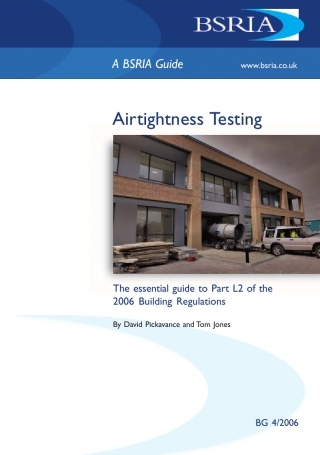 BSRIA
A BSRIA Guide
www.bsria.co.uk
Airtightness Testing
The essential guide to Part L2 of the
2006 Building Regulations
By David Pickavance and Tom Jones
BG 4/2006